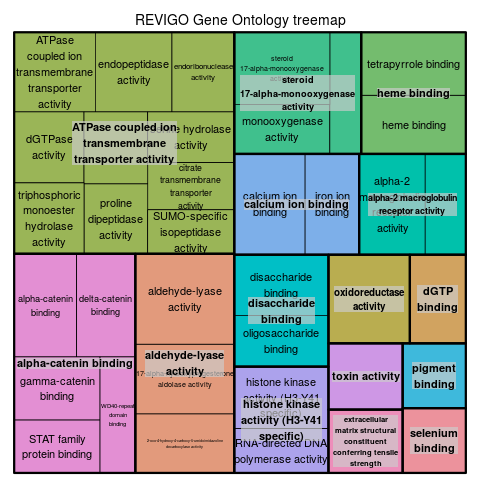 REVIGO Gene Ontology treemap
ATPase
coupled ion
transmembrane
transporter
activity
endopeptidase
activity
endoribonuclease
activity
dGTPase
activity
hydrolase
activity
ATPase coupled ion
transmembrane
transporter activity
citrate
transmembrane
transporter
activity
triphosphoric
monoester
hydrolase
activity
proline
dipeptidase
activity
SUMO-specific
isopeptidase
activity
steroid
17-alpha-monooxygenase
activity
steroid
17-alpha-monooxygenase
activity
monooxygenase
activity
tetrapyrrole binding
heme binding
heme binding
calcium ion
binding
iron ion
binding
calcium ion binding
alpha-2
activity
alpha-2 macroglobulin
receptor activity
alpha-catenin
binding
delta-catenin
binding
alpha-catenin binding
gamma-catenin
binding
WD40-repeat
domain
binding
STAT family
protein binding
aldehyde-lyase
activity
aldehyde-lyase
activity
aldolase activity
disaccharide
binding
disaccharide
binding
oligosaccharide
binding
histone kinase
activity (H3-Y41
specific)
histone kinase
activity (H3-Y41
specific)
RNA-directed DNA
polymerase activity
oxidoreductase
activity
dGTP
binding
toxin activity
pigment
binding
extracellular
matrix structural
constituent
conferring tensile
strength
selenium
binding